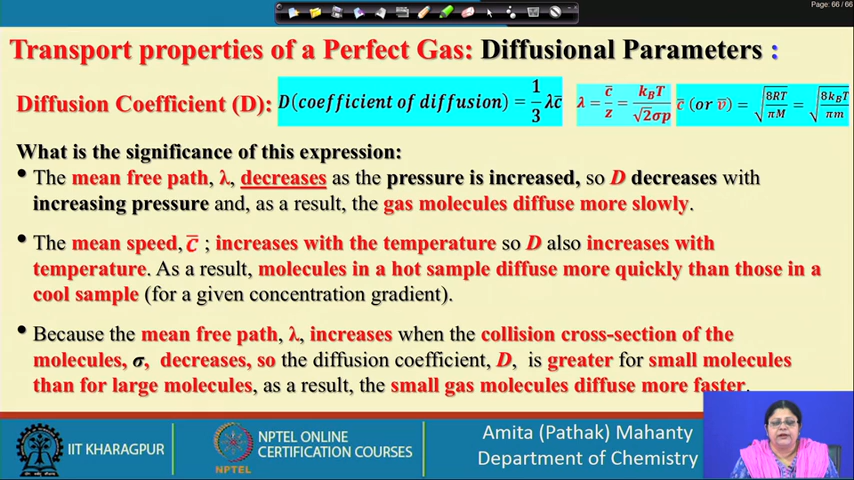 Page: 66 / 66
Transport properties of a Perfect Gas: Diffusional Parameters :
Diffusion Coefficient (D): D(coefficient of diffusion) = 1/3 λc̄ λ = c̄/z = k_BT/√2σp c̄ (or v̄) = √8RT/πM = √8k_BT/πm
What is the significance of this expression:
• The mean free path, λ, decreases as the pressure is increased, so D decreases with
increasing pressure and, as a result, the gas molecules diffuse more slowly.
• The mean speed, c̄ ; increases with the temperature so D also increases with
temperature. As a result, molecules in a hot sample diffuse more quickly than those in a
cool sample (for a given concentration gradient).
• Because the mean free path, λ, increases when the collision cross-section of the
molecules, σ, decreases, so the diffusion coefficient, D, is greater for small molecules
than for large molecules, as a result, the small gas molecules diffuse more faster.
IIT KHARAGPUR
NPTEL
NPTEL ONLINE
CERTIFICATION COURSES
Amita (Pathak) Mahanty
Department of Chemistry